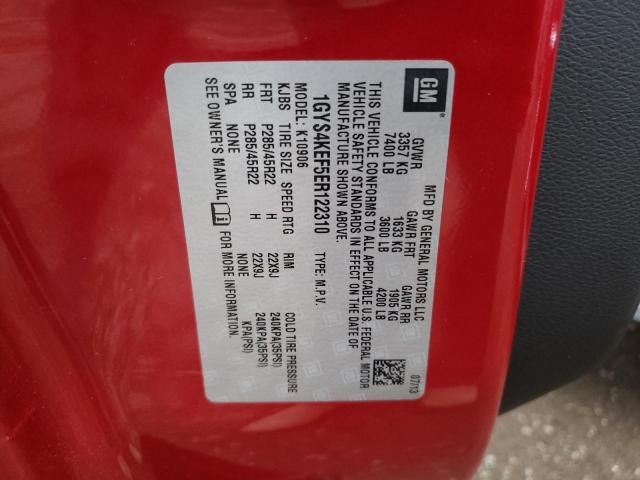 GM
MFD BY GENERAL MOTORS LLC 07/13
GVWR GAWR FRT GAWR RR
3357 KG 1633 KG 1905 KG
7400 LB 3600 LB 4200 LB
THIS VEHICLE CONFORMS TO ALL APPLICABLE U.S. FEDERAL MOTOR
VEHICLE SAFETY STANDARDS IN EFFECT ON THE DATE OF
MANUFACTURE SHOWN ABOVE.
1GYS4KEF5ER122310 TYPE: M.P.V.
MODEL: K10906
KJBS TIRE SIZE SPEED RTG RIM COLD TIRE PRESSURE
FRT P285/45R22 H 22X9J 240KPA(35PSI)
RR P285/45R22 H 22X9J 240KPA(35PSI)
SPA NONE NONE KPA(PSI)
SEE OWNER'S MANUAL i FOR MORE INFORMATION.